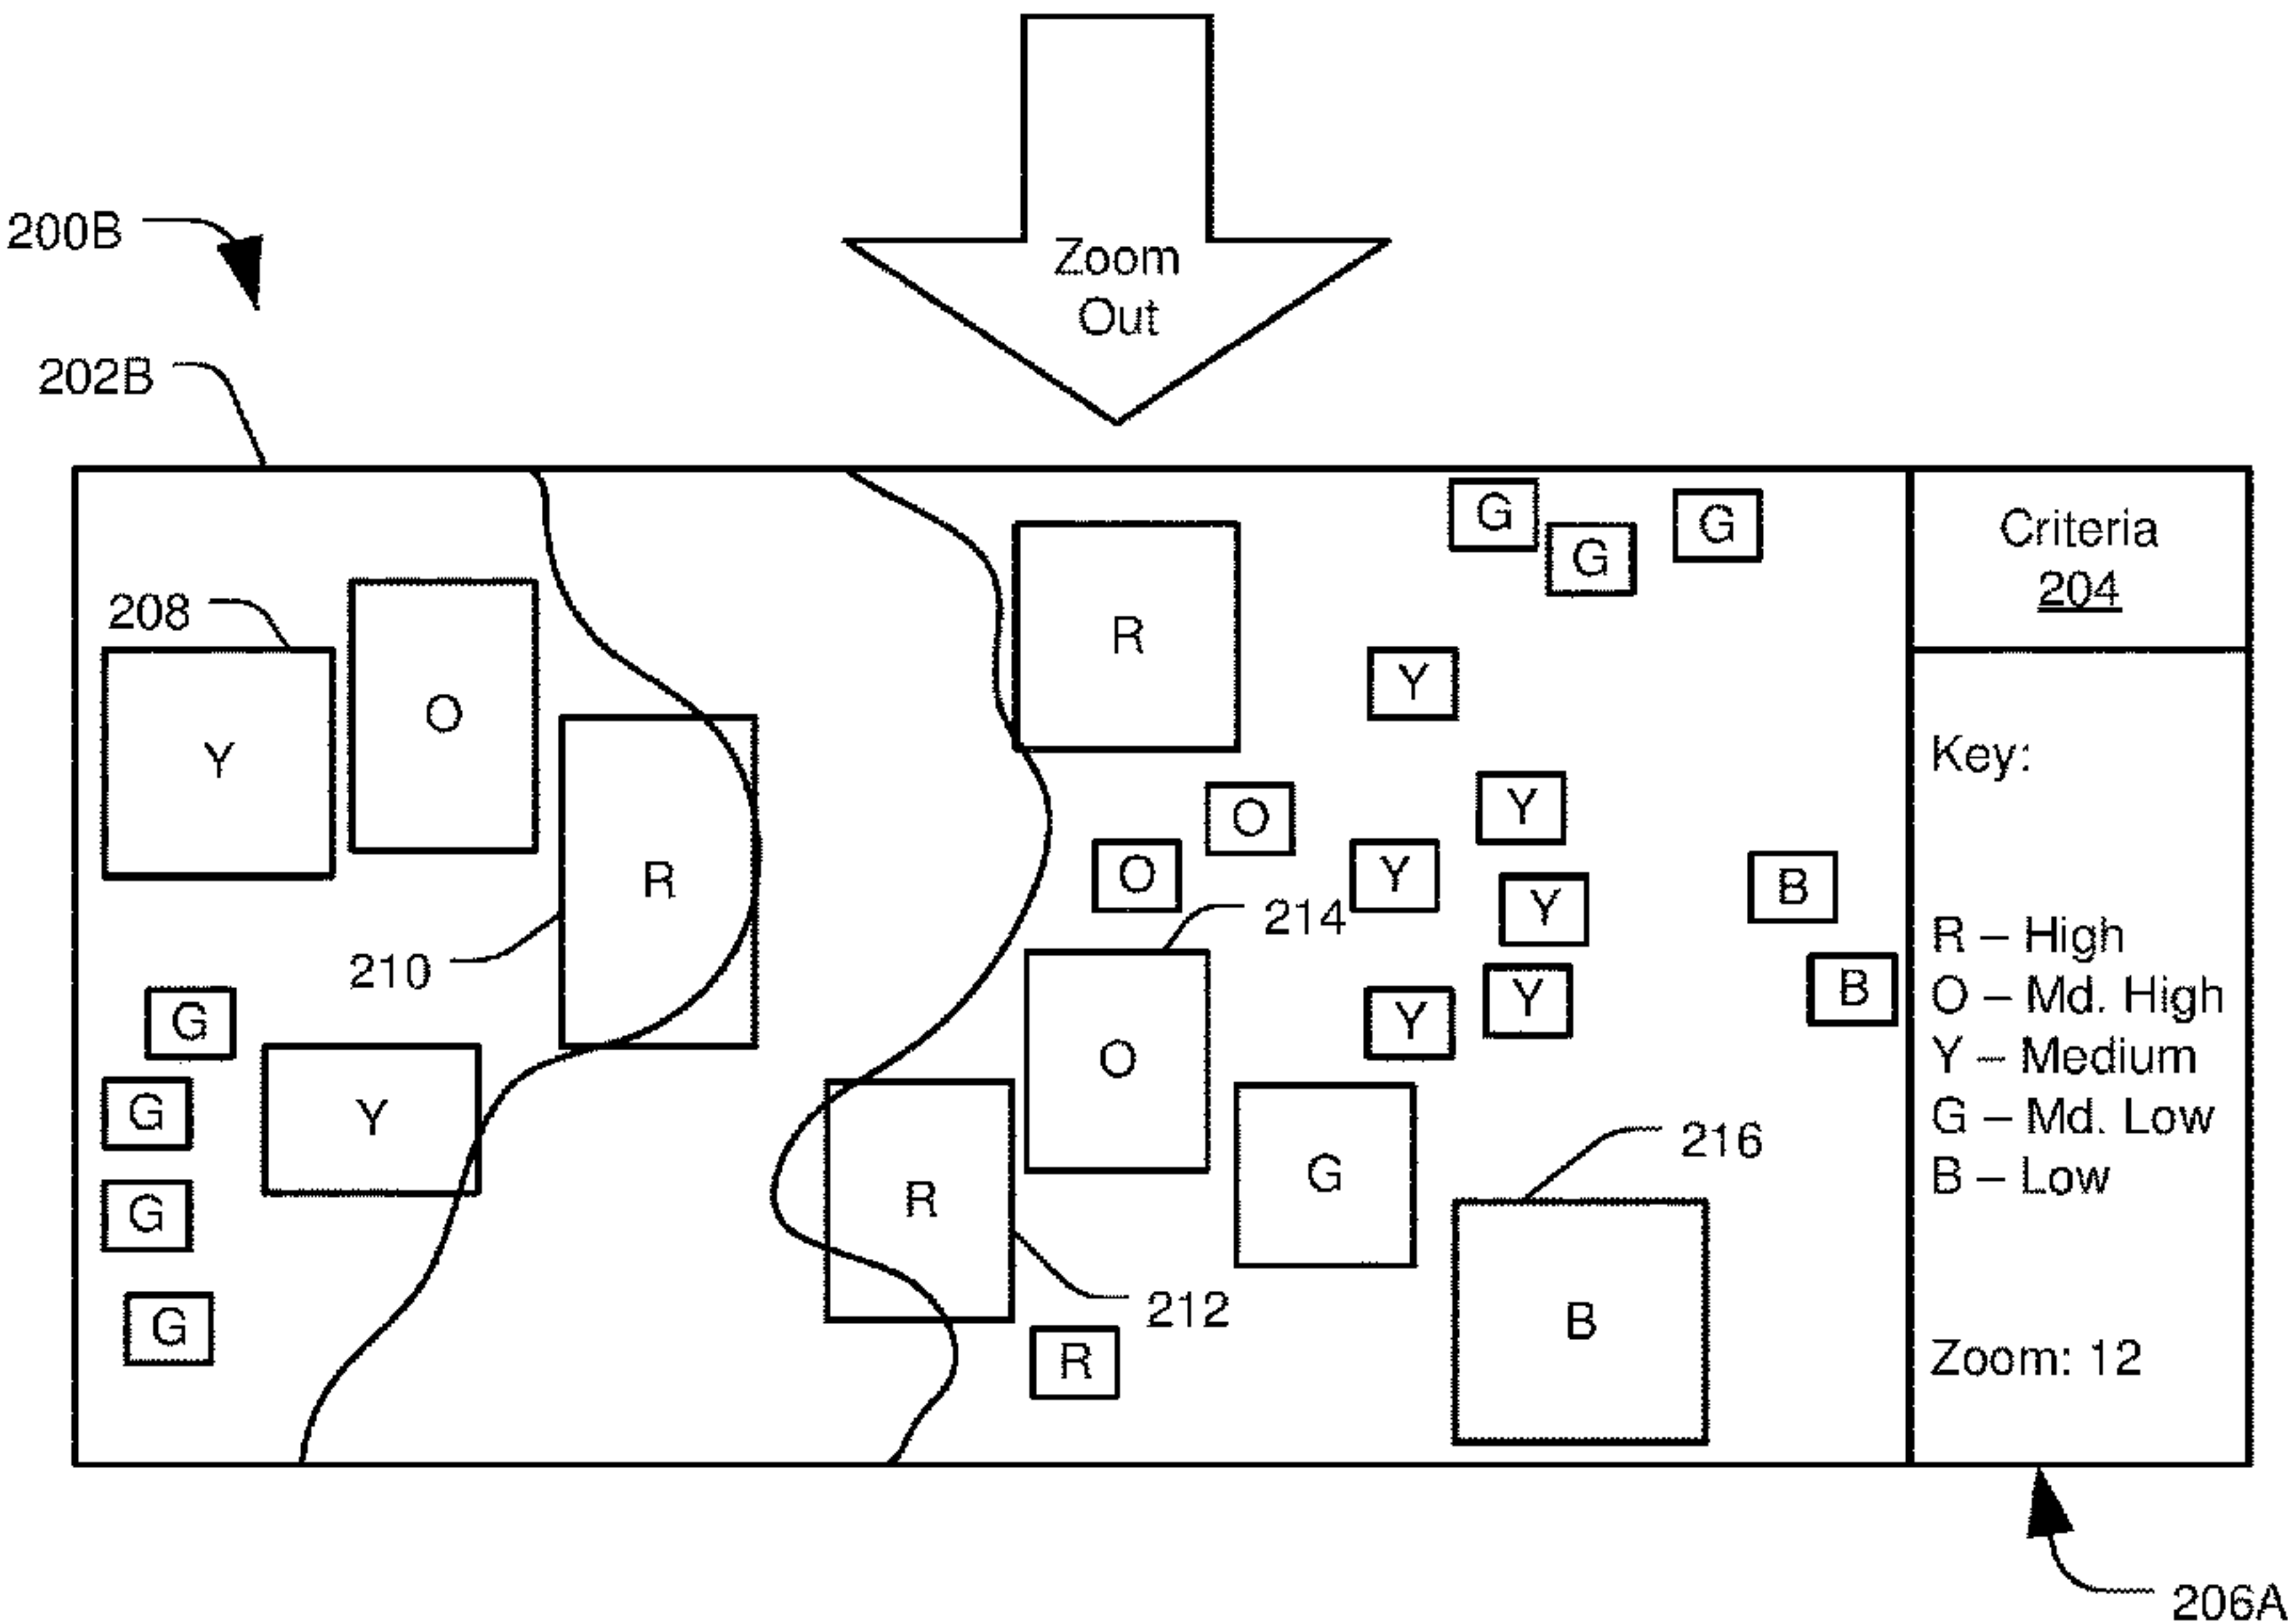 Zoom
Out
200B
202B
G
G
G
Criteria
204
208
R
O
Y
Y
Key:
O
Y
R
O
Y
B
214
Y
R – High
210
B
O – Md. High
G
Y
Y
O
Y – Medium
G
Y
G – Md. Low
216
G
B – Low
R
G
212
B
G
R
Zoom: 12
206A